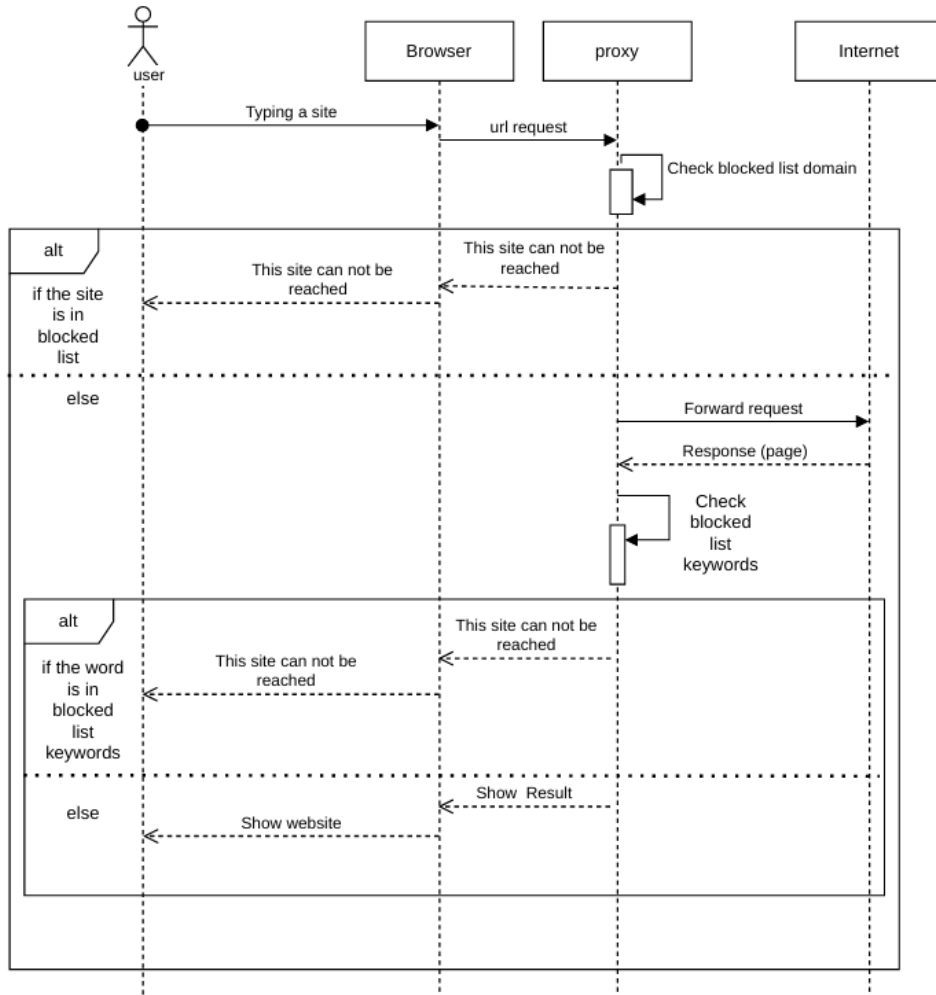 user
Browser
proxy
Internet
Typing a site
url request
Check blocked list domain
alt
This site can not be
reached
This site can not be
reached
if the site
is in
blocked
list
else
Forward request
Response (page)
Check
blocked
list
keywords
alt
This site can not be
reached
This site can not be
reached
if the word
is in
blocked
list
keywords
else
Show  Result
Show website